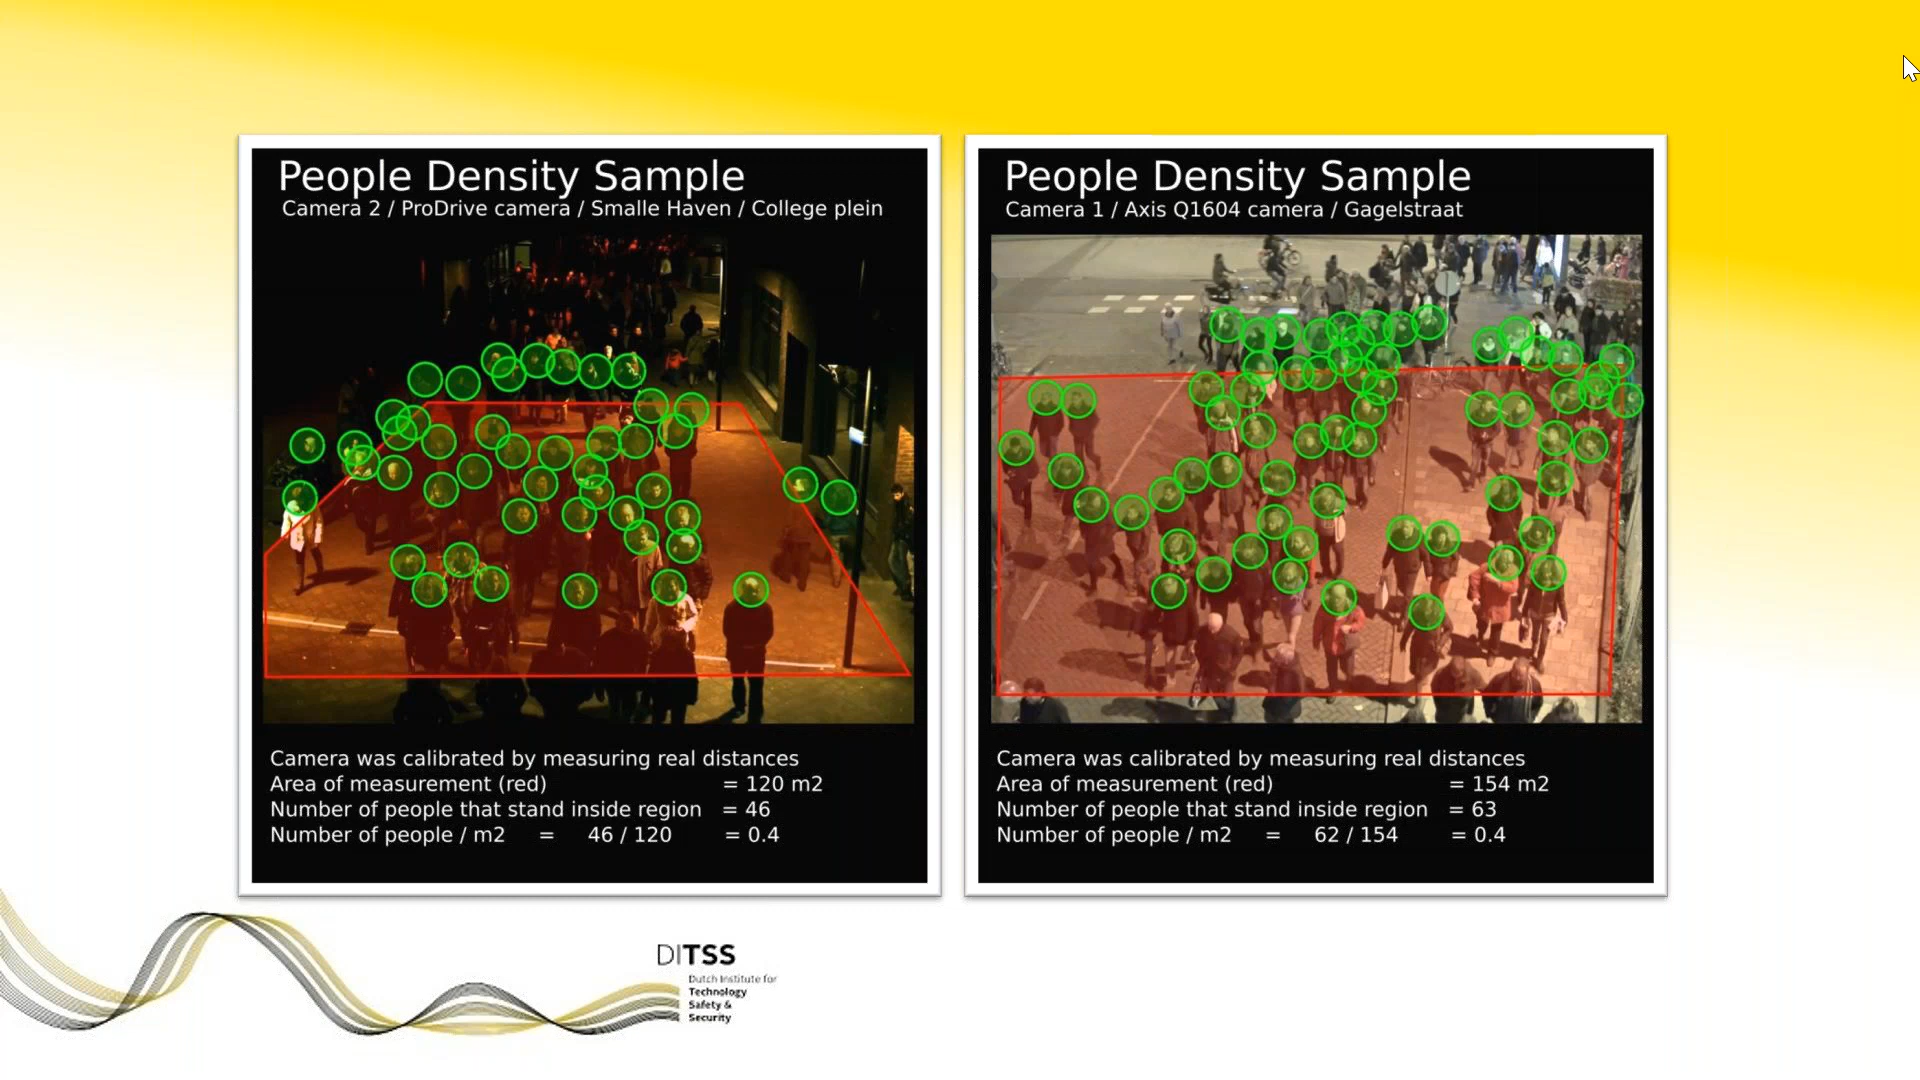 People Density Sample
Camera 2 / ProDrive camera / Smalle Haven / College plein
Camera was calibrated by measuring real distances
Area of measurement (red) = 120 m2
Number of people that stand inside region = 46
Number of people / m2 = 46 / 120 = 0.4
People Density Sample
Camera 1 / Axis Q1604 camera / Gagelstraat
Camera was calibrated by measuring real distances
Area of measurement (red) = 154 m2
Number of people that stand inside region = 63
Number of people / m2 = 62 / 154 = 0.4
DITSS
Dutch Institute for
Technology
Safety &
Security